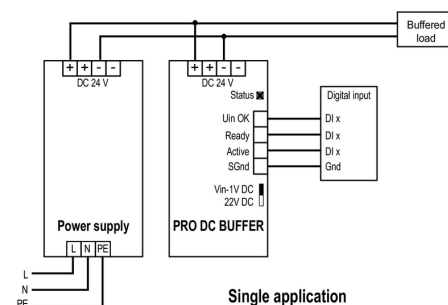 Buffered
load
+ + - -
DC 24 V
+ + - -
DC 24 V
Status
Digital input
Uin OK
DI x
Ready
DI x
Active
DI x
SGnd
Gnd
Vin-1V DC
22V DC
Power supply
PRO DC BUFFER
L N PE
L
N
PE
Single application